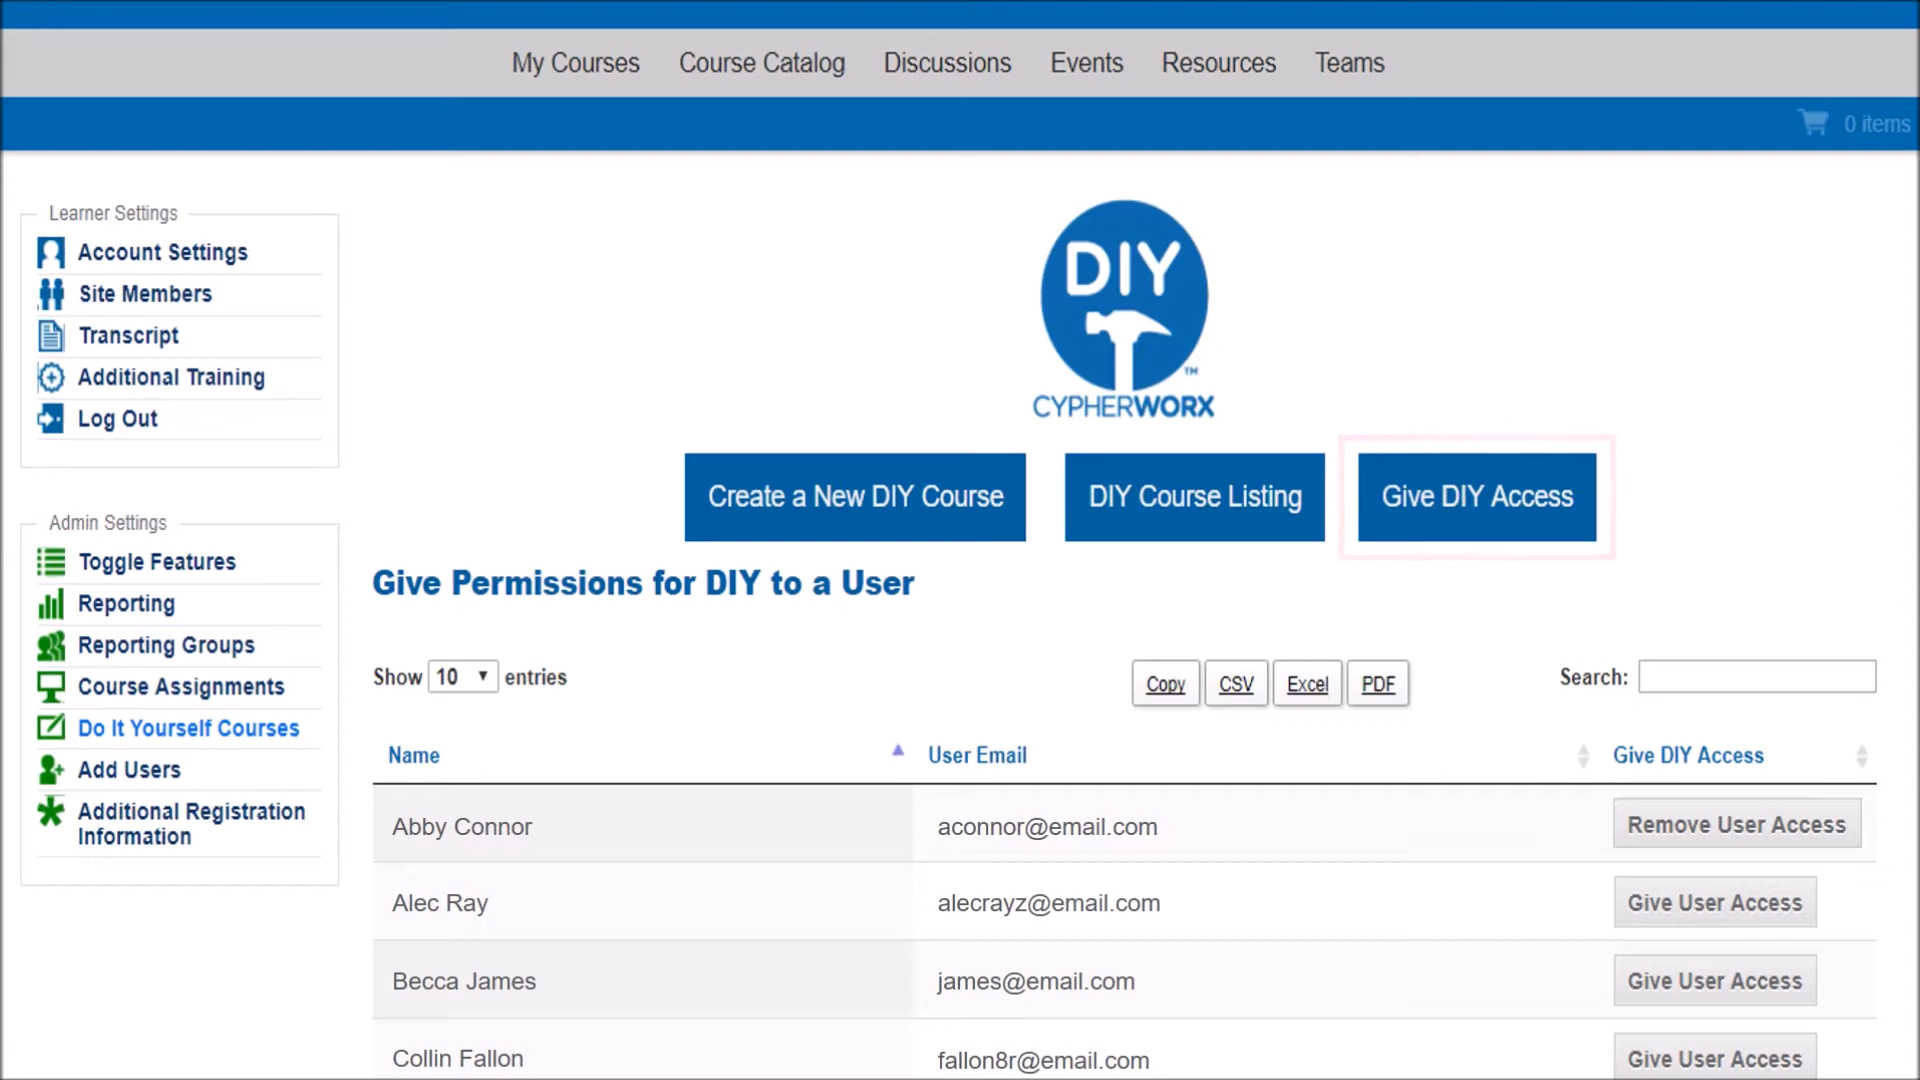 My Courses Course Catalog Discussions Events Resources Teams
0 items
Learner Settings
Account Settings
Site Members
Transcript
Additional Training
Log Out
DIY
TM
CYPHERWORX
Create a New DIY Course DIY Course Listing Give DIY Access
Admin Settings
Toggle Features
Reporting
Reporting Groups
Course Assignments
Do It Yourself Courses
Add Users
Additional Registration
Information
Give Permissions for DIY to a User
Show 10 entries Copy CSV Excel PDF Search:
Name User Email Give DIY Access
Abby Connor aconnor@email.com Remove User Access
Alec Ray alecrayz@email.com Give User Access
Becca James james@email.com Give User Access
Collin Fallon fallon8r@email.com Give User Access